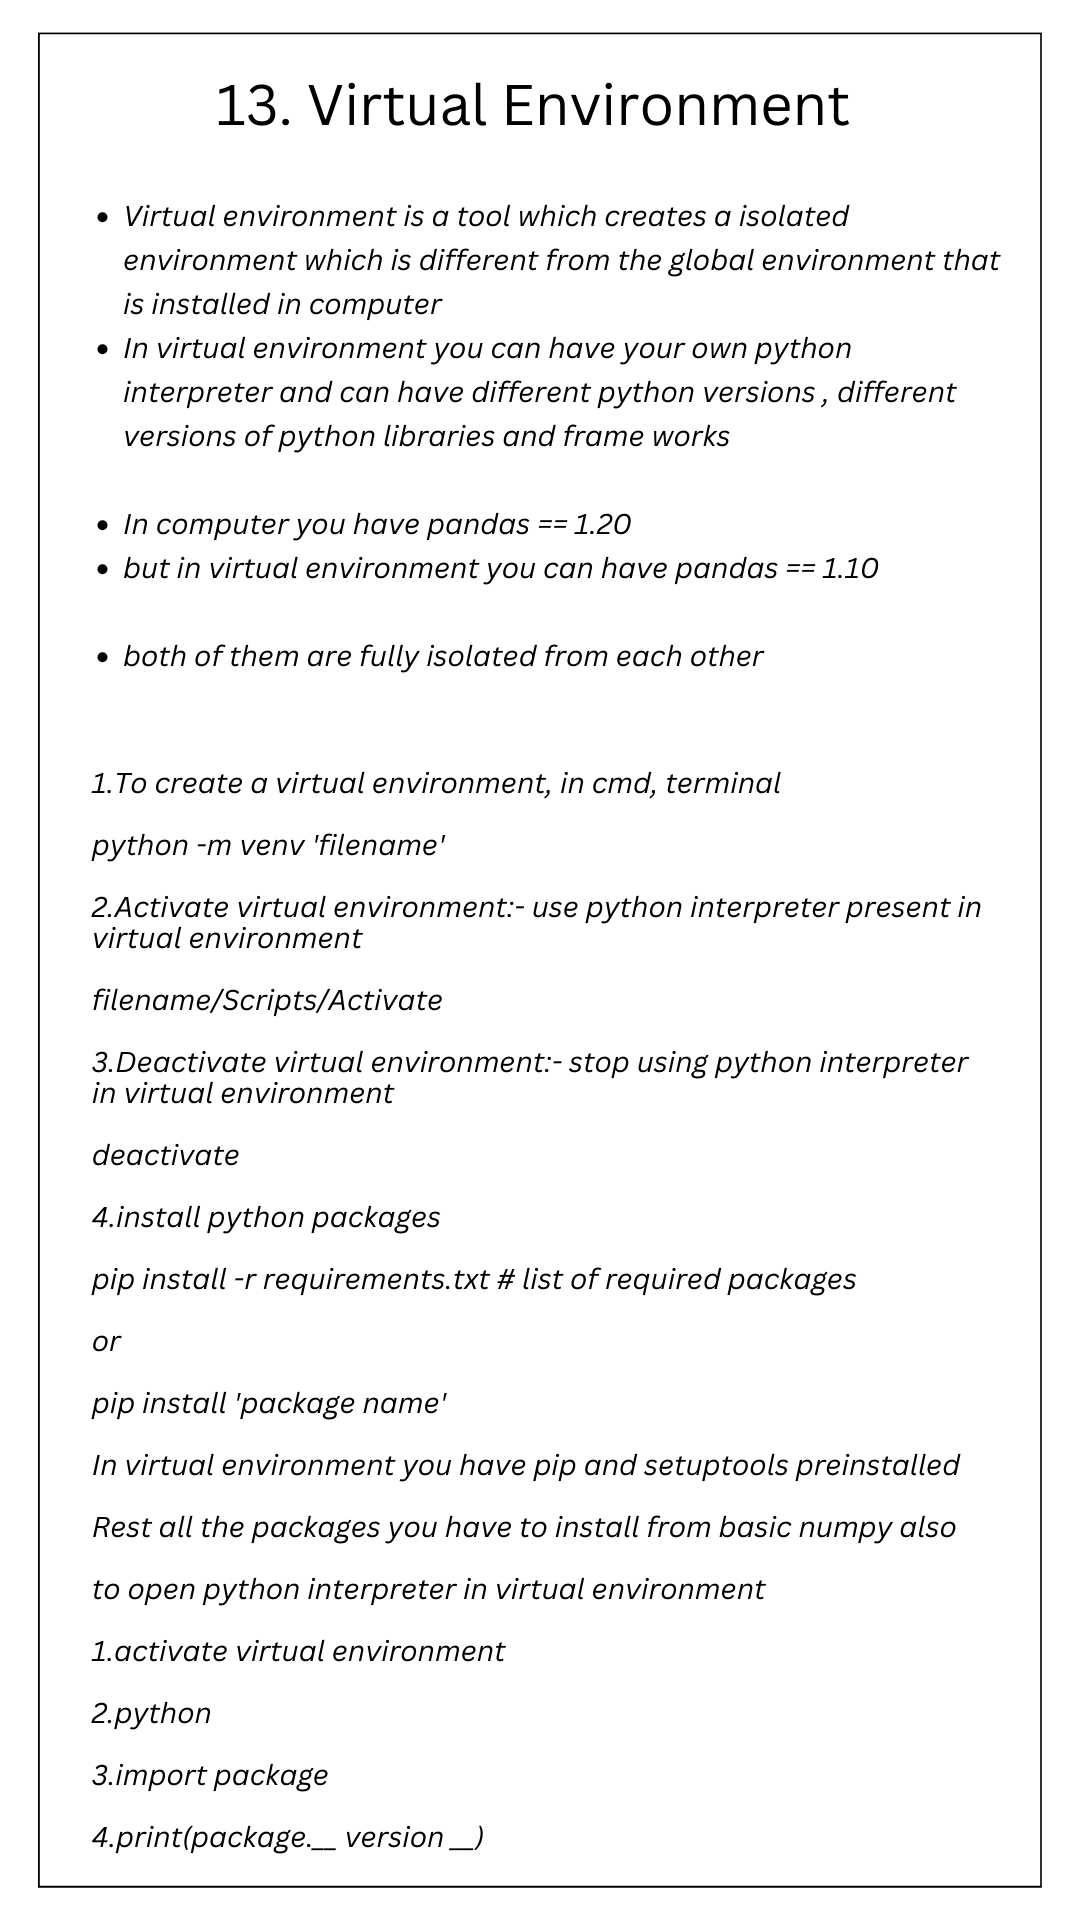 13. Virtual Environment
• Virtual environment is a tool which creates a isolated
environment which is different from the global environment that
is installed in computer
• In virtual environment you can have your own python
interpreter and can have different python versions , different
versions of python libraries and frame works
• In computer you have pandas == 1.20
• but in virtual environment you can have pandas == 1.10
• both of them are fully isolated from each other
1.To create a virtual environment, in cmd, terminal
python -m venv 'filename'
2.Activate virtual environment:- use python interpreter present in
virtual environment
filename/Scripts/Activate
3.Deactivate virtual environment:- stop using python interpreter
in virtual environment
deactivate
4.install python packages
pip install -r requirements.txt # list of required packages
or
pip install 'package name'
In virtual environment you have pip and setuptools preinstalled
Rest all the packages you have to install from basic numpy also
to open python interpreter in virtual environment
1.activate virtual environment
2.python
3.import package
4.print(package.__ version __)